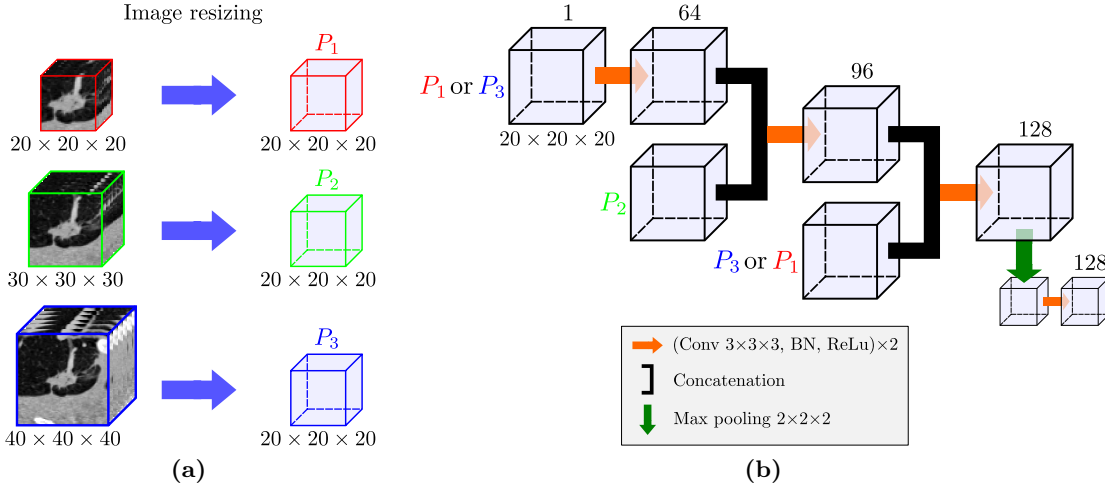 Image resizing
20 × 20 × 20
P1
20 × 20 × 20
30 × 30 × 30
P2
20 × 20 × 20
40 × 40 × 40
P3
20 × 20 × 20
(a)
1
64
P1 or P3
20 × 20 × 20
96
P2
128
P3 or P1
128
(Conv 3×3×3, BN, ReLu)×2
Concatenation
Max pooling 2×2×2
(b)